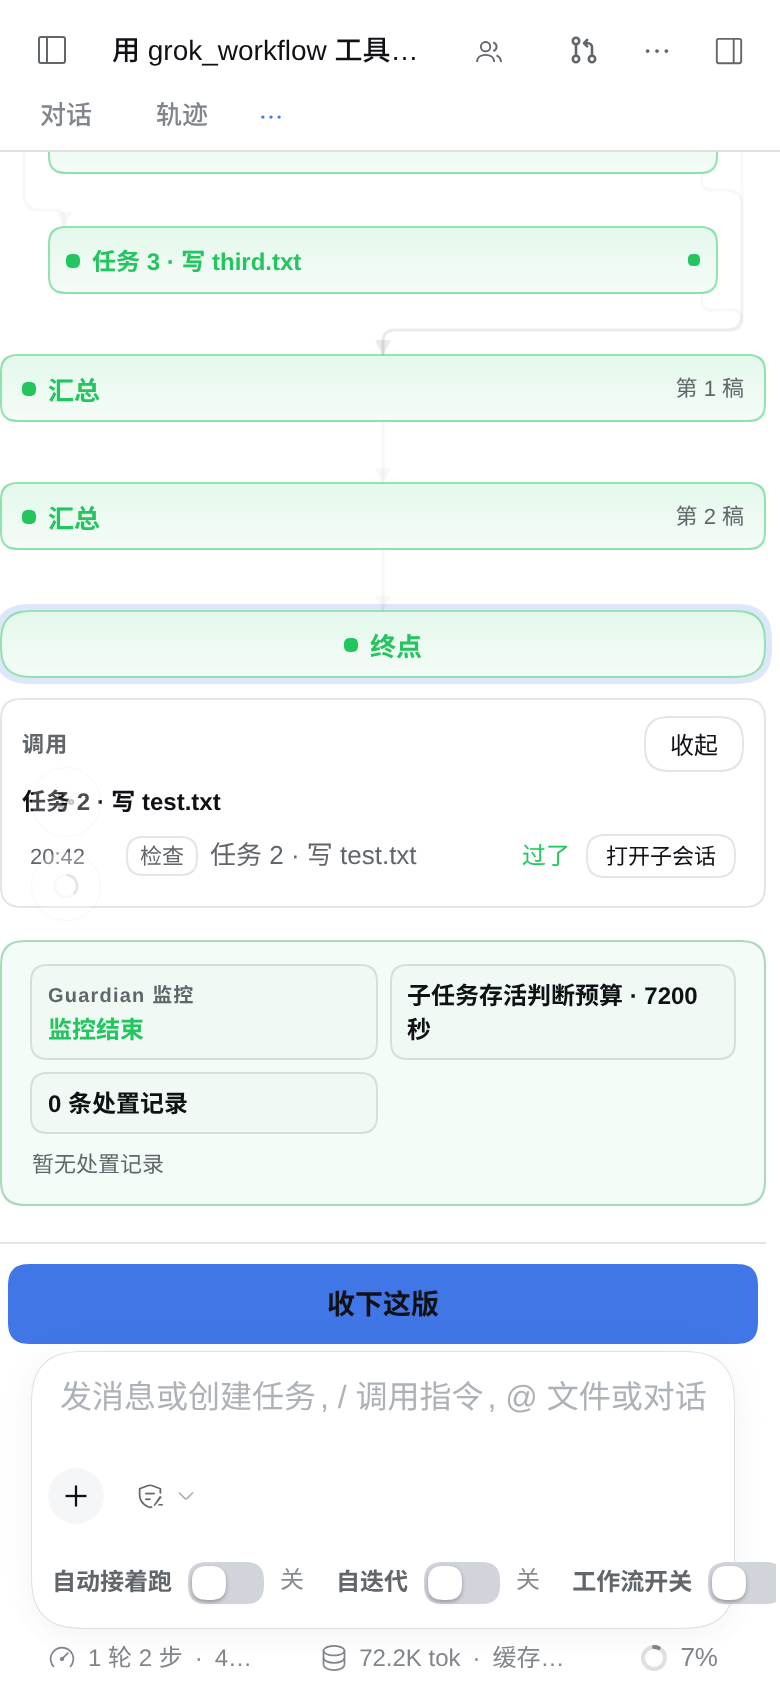 用 grok_workflow 工具…
对话 轨迹 …
任务 3 · 写 third.txt
汇总 第 1 稿
汇总 第 2 稿
终点
调用 收起
任务 2 · 写 test.txt
20:42 检查 任务 2 · 写 test.txt 过了 打开子会话
Guardian 监控
监控结束
子任务存活判断预算 · 7200
秒
0 条处置记录
暂无处置记录
收下这版
发消息或创建任务, / 调用指令, @ 文件或对话
自动接着跑 关 自迭代 关 工作流开关
1 轮 2 步 · 4… 72.2K tok · 缓存… 7%